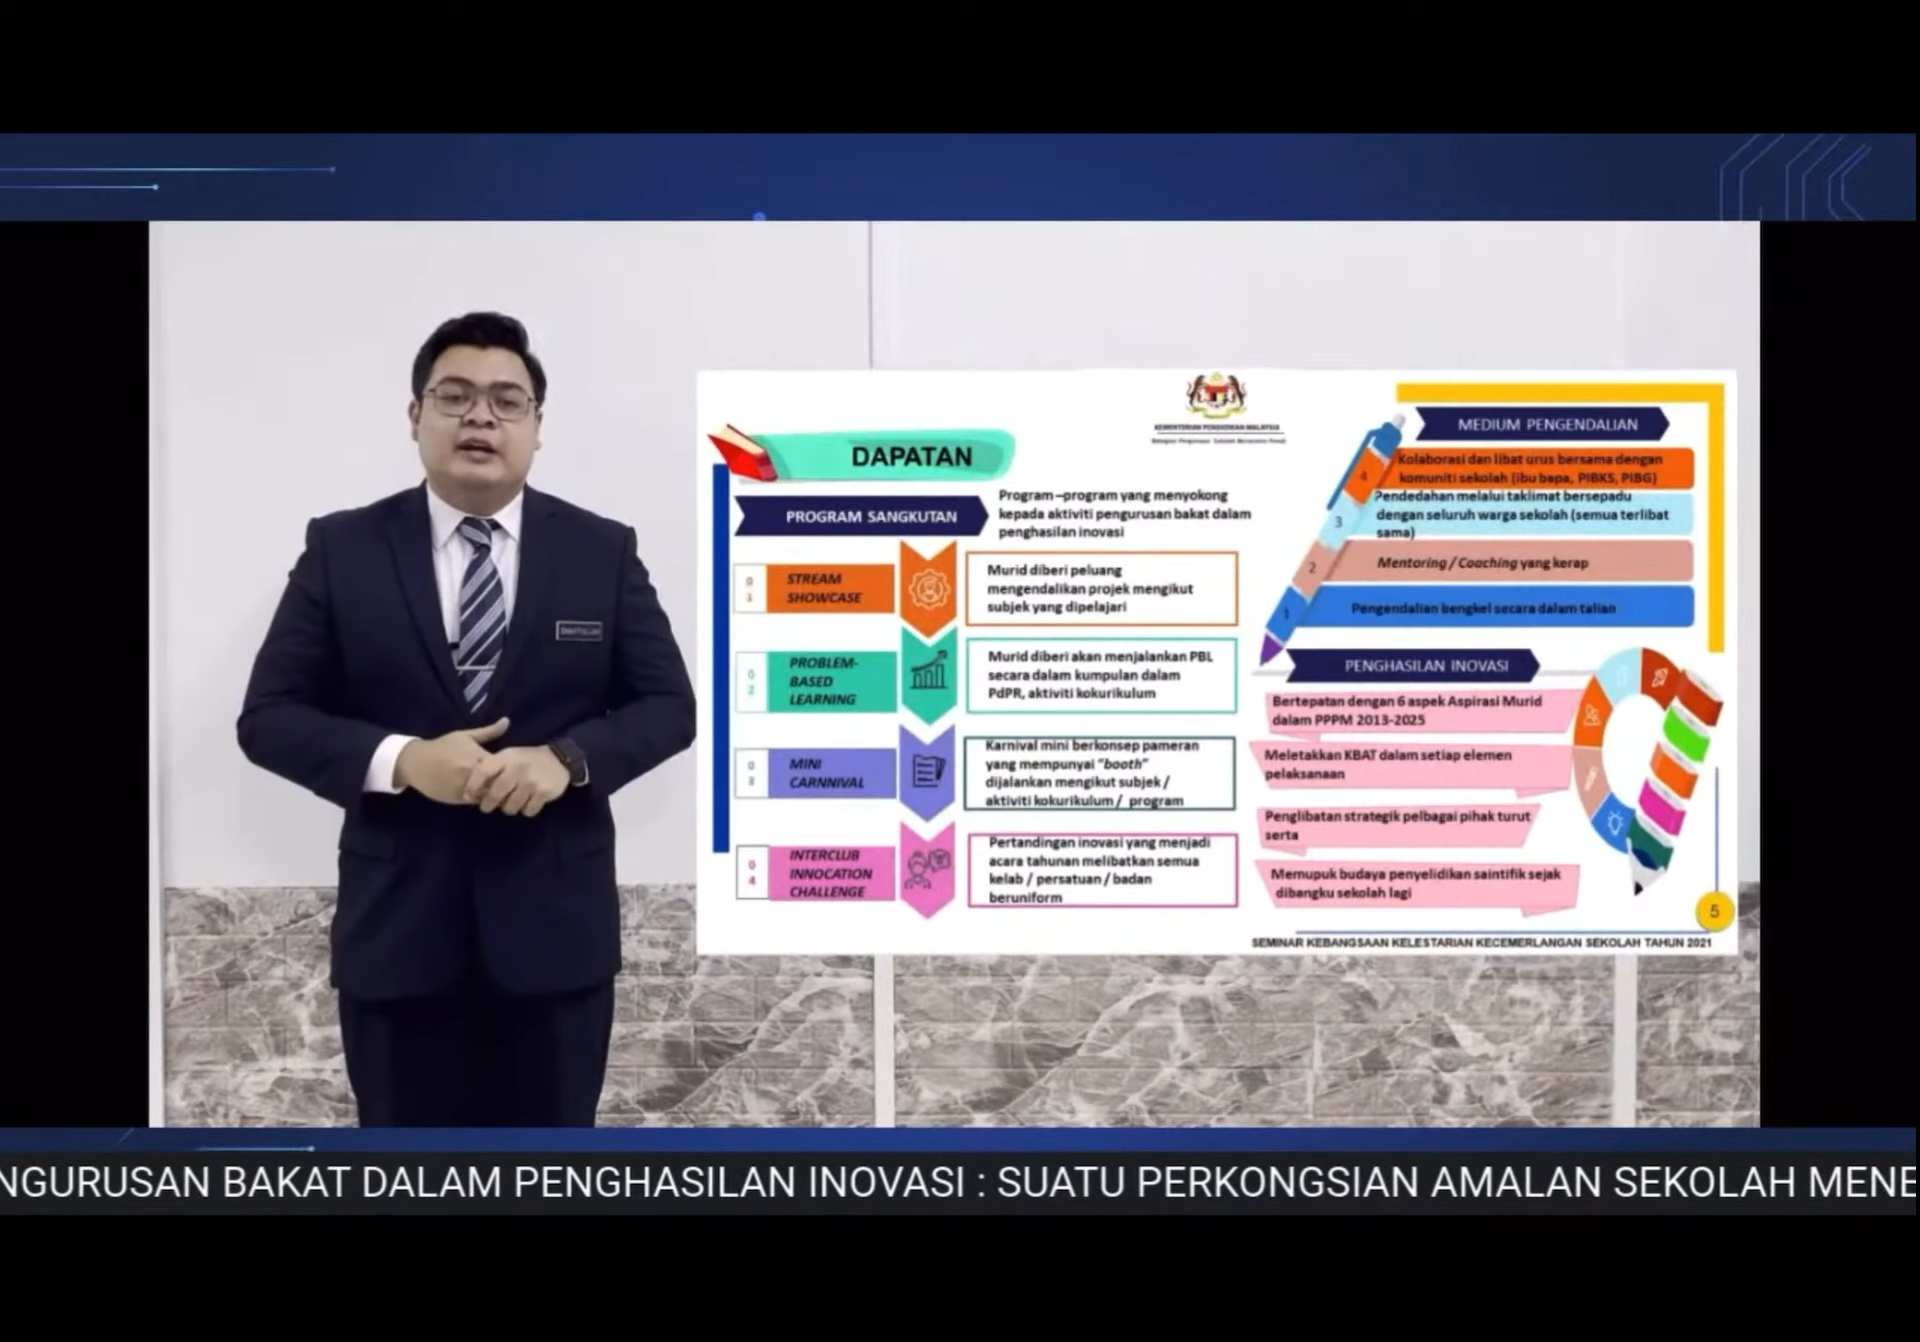 KEMENTERIAN PENDIDIKAN MALAYSIA
DAPATAN
PROGRAM SANGKUTAN
Program –program yang menyokong
kepada aktiviti pengurusan bakat dalam
penghasilan inovasi
0
1
STREAM
SHOWCASE
Murid diberi peluang
mengendalikan projek mengikut
subjek yang dipelajari
0
2
PROBLEM-
BASED
LEARNING
Murid diberi akan menjalankan PBL
secara dalam kumpulan dalam
PdPR, aktiviti kokurikulum
0
3
MINI
CARNNIVAL
Karnival mini berkonsep pameran
yang mempunyai "booth"
dijalankan mengikut subjek /
aktiviti kokurikulum / program
0
4
INTERCLUB
INNOCATION
CHALLENGE
Pertandingan inovasi yang menjadi
acara tahunan melibatkan semua
kelab / persatuan / badan
beruniform
MEDIUM PENGENDALIAN
4
Kolaborasi dan libat urus bersama dengan
komuniti sekolah (ibu bapa, PIBKS, PIBG)
3
Pendedahan melalui taklimat bersepadu
dengan seluruh warga sekolah (semua terlibat
sama)
2
Mentoring / Coaching yang kerap
1
Pengendalian bengkel secara dalam talian
PENGHASILAN INOVASI
Bertepatan dengan 6 aspek Aspirasi Murid
dalam PPPM 2013-2025
Meletakkan KBAT dalam setiap elemen
pelaksanaan
Penglibatan strategik pelbagai pihak turut
serta
Memupuk budaya penyelidikan saintifik sejak
dibangku sekolah lagi
5
SEMINAR KEBANGSAAN KELESTARIAN KECEMERLANGAN SEKOLAH TAHUN 2021
NGURUSAN BAKAT DALAM PENGHASILAN INOVASI : SUATU PERKONGSIAN AMALAN SEKOLAH MENE